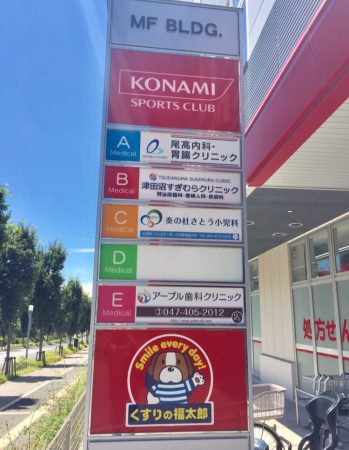 MF BLDG.
KONAMI
SPORTS CLUB
A
Medical
尾髙内科・
胃腸クリニック
B
Medical
TSUDANUMA SUGIMURA CLINIC
津田沼すぎむらクリニック
C
Medical
奏の杜さとう小児科
D
Medical
E
Medical
アーブル歯科クリニック
047-405-2012
Smile every day!
くすりの福太郎
処方せん